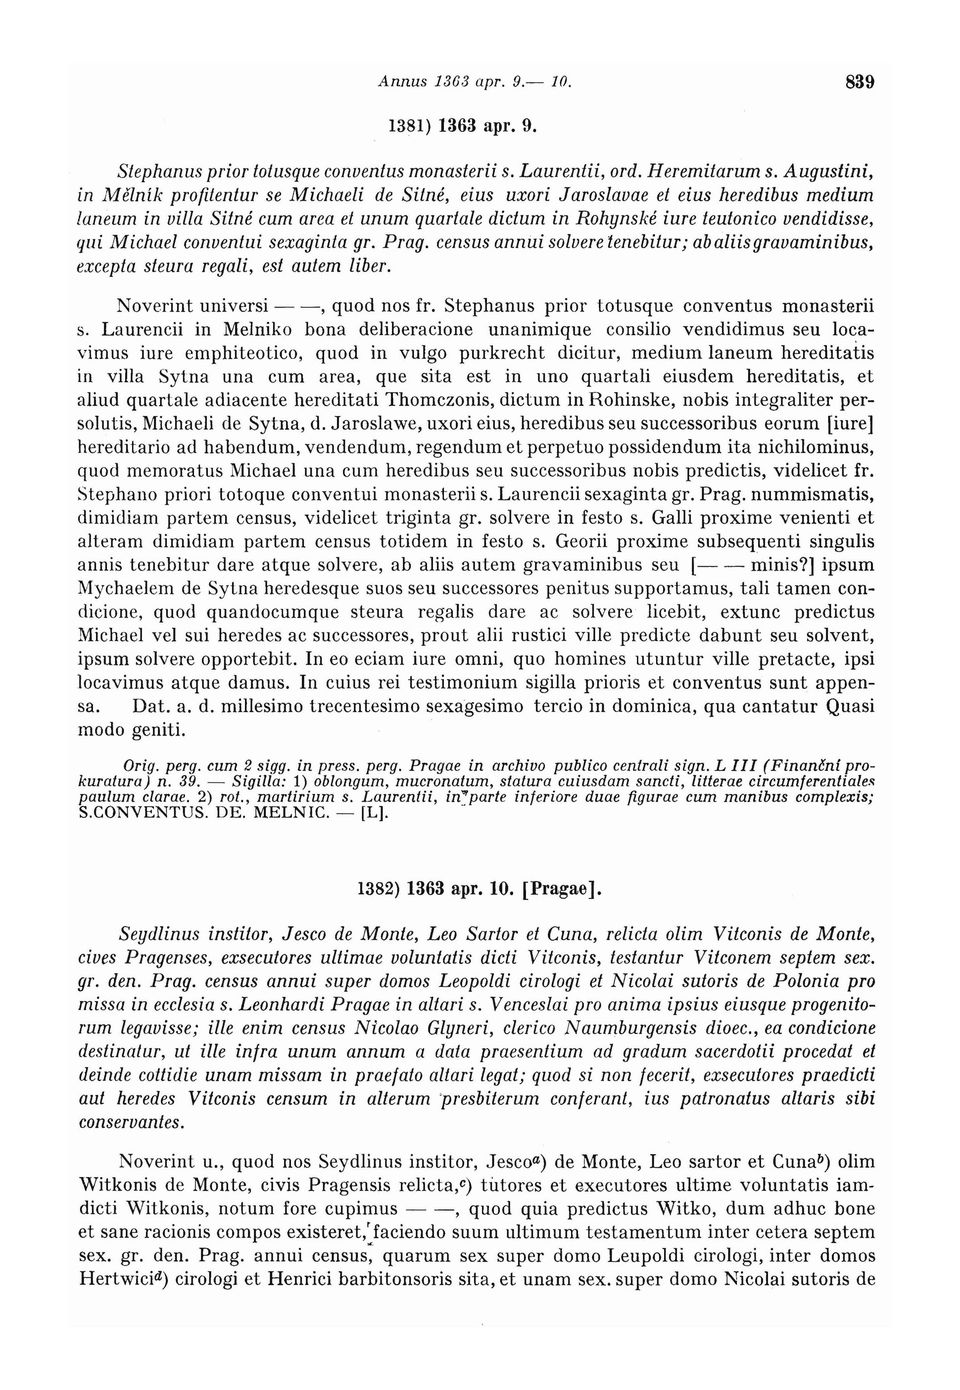 Annus 1363 apr. 9.— 10. 839
1381) 1363 apr. 9.
Stephanus prior totusque conventus monasterii s. Laurentii, ord. Heremitarum s. Augustini,
in Mělník profitentur se Michaeli de Sitné, eius uxori Jaroslavae et eius heredibus medium
laneum in villa Sitné cum area et unum quartale dictum in Rohynské iure teutonico vendidisse,
qui Michael conventui sexaginta gr. Prag. census annui solvere tenebitur; ab aliis gravaminibus,
excepta steura regali, est autem liber.
Noverint universi — —, quod nos fr. Stephanus prior totusque conventus monasterii
s. Laurencii in Melniko bona deliberacione unanimique consilio vendidimus seu loca-
vimus iure emphiteotico, quod in vulgo purkrecht dicitur, medium laneum hereditatis
in villa Sytna una cum area, que sita est in uno quartali eiusdem hereditatis, et
aliud quartale adiacente hereditati Thomczonis, dictum in Rohinske, nobis integraliter per-
solutis, Michaeli de Sytna, d. Jaroslawe, uxori eius, heredibus seu successoribus eorum [iure]
hereditario ad habendum, vendendum, regendum et perpetuo possidendum ita nichilominus,
quod memoratus Michael una cum heredibus seu successoribus nobis predictis, videlicet fr.
Stephano priori totoque conventui monasterii s. Laurencii sexaginta gr. Prag. nummismatis,
dimidiam partem census, videlicet triginta gr. solvere in festo s. Galli proxime venienti et
alteram dimidiam partem census totidem in festo s. Georii proxime subsequenti singulis
annis tenebitur dare atque solvere, ab aliis autem gravaminibus seu [— — minis?] ipsum
Mychaelem de Sytna heredesque suos seu successores penitus supportamus, tali tamen con-
dicione, quod quandocumque steura regalis dare ac solvere licebit, extunc predictus
Michael vel sui heredes ac successores, prout alii rustici ville predicte dabunt seu solvent,
ipsum solvere opportebit. In eo eciam iure omni, quo homines utuntur ville pretacte, ipsi
locavimus atque damus. In cuius rei testimonium sigilla prioris et conventus sunt appen-
sa. Dat. a. d. millesimo trecentesimo sexagesimo tercio in dominica, qua cantatur Quasi
modo geniti.
Orig. perg. cum 2 sigg. in press. perg. Pragae in archivo publico centrali sign. L III (Finanční pro-
kuratura) n. 39. — Sigilla: 1) oblongum, mucronatum, statura cuiusdam sancti, litterae circumferentiales
paulum clarae. 2) rot., martirium s. Laurentii, in parte inferiore duae figurae cum manibus complexis;
S.CONVENTUS. DE. MELNIC. — [L].
1382) 1363 apr. 10. [Pragae].
Seydlinus institor, Jesco de Monte, Leo Sartor et Cuna, relicta olim Vitconis de Monte,
cives Pragenses, exsecutores ultimae voluntatis dicti Vitconis, testantur Vitconem septem sex.
gr. den. Prag. census annui super domos Leopoldi cirologi et Nicolai sutoris de Polonia pro
missa in ecclesia s. Leonhardi Pragae in altari s. Venceslai pro anima ipsius eiusque progenito-
rum legavisse; ille enim census Nicolao Glyneri, clerico Naumburgensis dioec., ea condicione
destinatur, ut ille infra unum annum a data praesentium ad gradum sacerdotii procedat et
deinde cottidie unam missam in praefato altari legat; quod si non fecerit, exsecutores praedicti
aut heredes Vitconis censum in alterum presbiterum conferant, ius patronatus altaris sibi
conservantes.
Noverint u., quod nos Seydlinus institor, Jescoa) de Monte, Leo sartor et Cunab) olim
Witkonis de Monte, civis Pragensis relicta,c) tutores et executores ultime voluntatis iam-
dicti Witkonis, notum fore cupimus — —, quod quia predictus Witko, dum adhuc bone
et sane racionis compos existeret, faciendo suum ultimum testamentum inter cetera septem
sex. gr. den. Prag. annui census, quarum sex super domo Leupoldi cirologi, inter domos
Hertwicid) cirologi et Henrici barbitonsoris sita, et unam sex. super domo Nicolai sutoris de